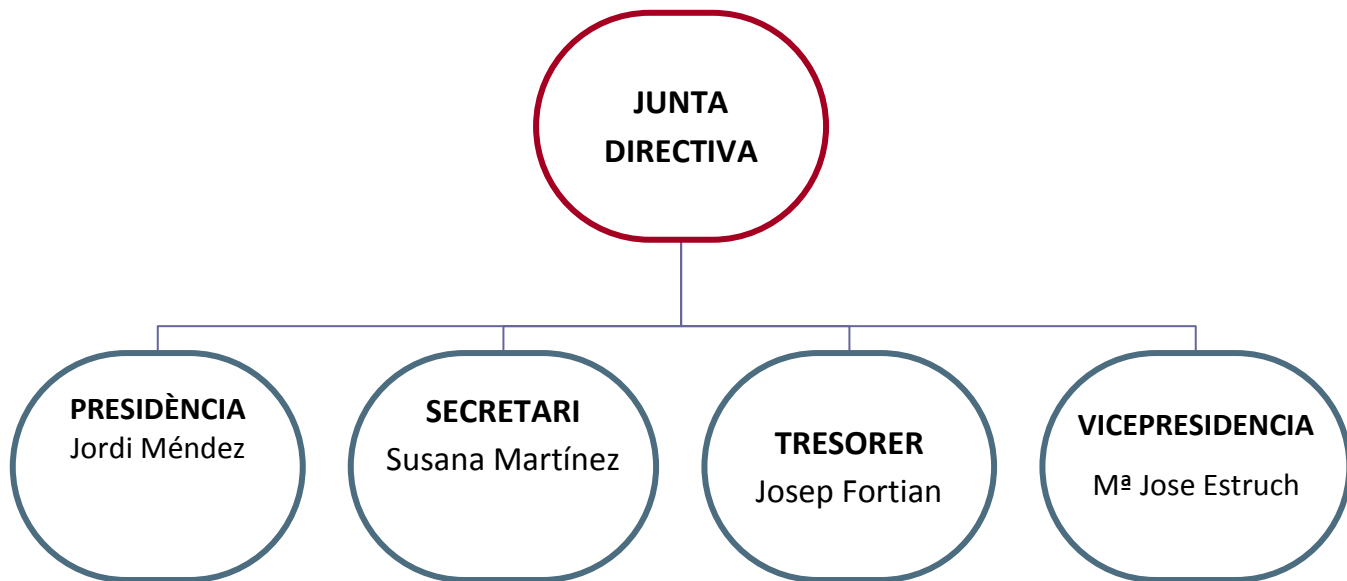 JUNTA
DIRECTIVA
PRESIDÈNCIA
Jordi Méndez
SECRETARI
Susana Martínez
TRESORER
Josep Fortian
VICEPRESIDENCIA
Mª Jose Estruch